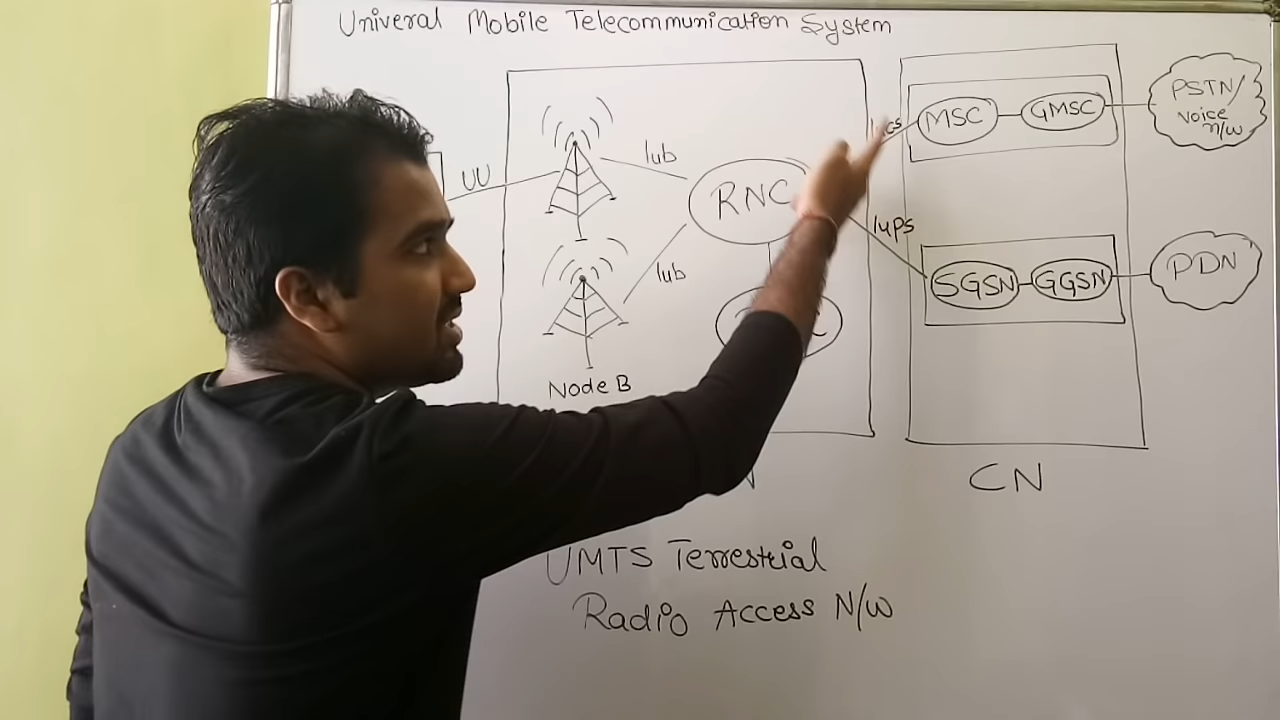 Univeral Mobile Telecommunication System
UU
Iub
Iub
RNC
Node B
Iups
MSC
GMSC
SGSN
GGSN
PSTN/
Voice
N/W
PDN
CN
UMTS Terrestrial
Radio Access N/W